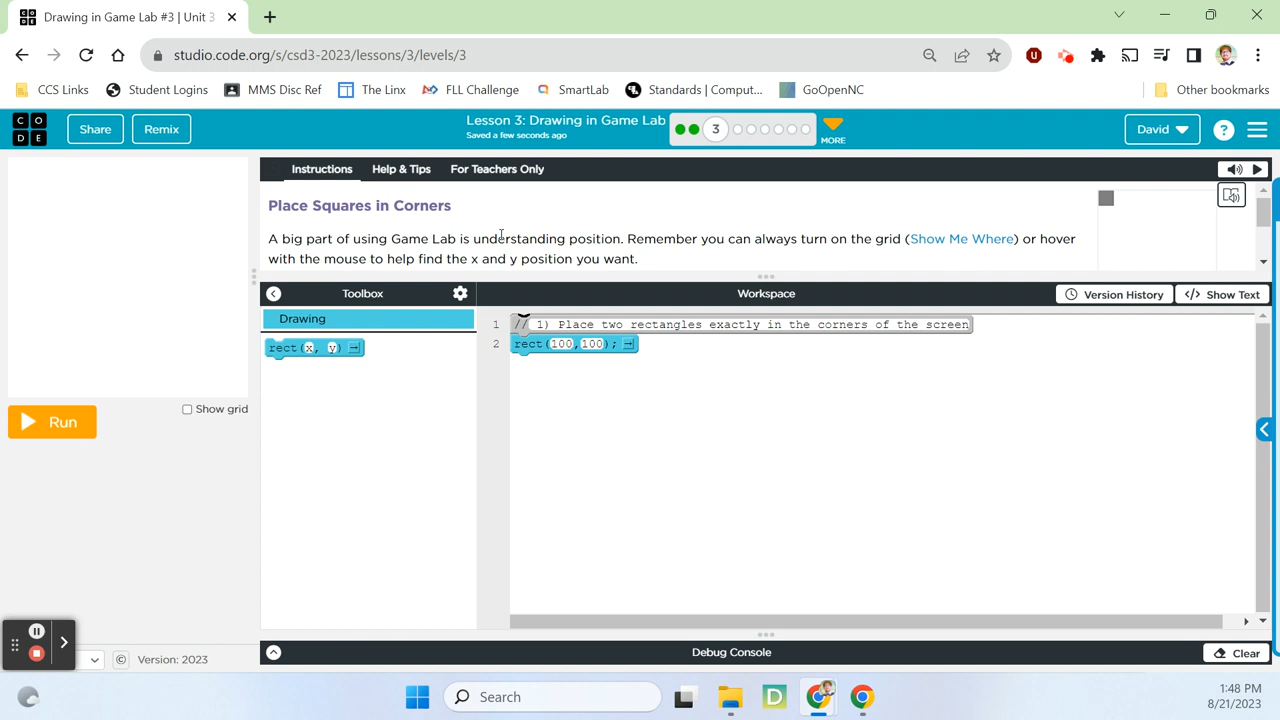 Drawing in Game Lab #3 | Unit 3
studio.code.org/s/csd3-2023/lessons/3/levels/3
CCS Links
Student Logins
MMS Disc Ref
The Linx
FLL Challenge
SmartLab
Standards | Comput...
GoOpenNC
Other bookmarks
C O
D E
Share
Remix
Lesson 3: Drawing in Game Lab
Saved a few seconds ago
3
MORE
David
?
Instructions
Help & Tips
For Teachers Only
Place Squares in Corners
A big part of using Game Lab is understanding position. Remember you can always turn on the grid (Show Me Where) or hover
with the mouse to help find the x and y position you want.
Toolbox
Workspace
Version History
</> Show Text
Drawing
rect(x, y)
1 // 1) Place two rectangles exactly in the corners of the screen
2 rect(100,100);
Show grid
Run
© Version: 2023
Debug Console
Clear
Search
D
1:48 PM
8/21/2023